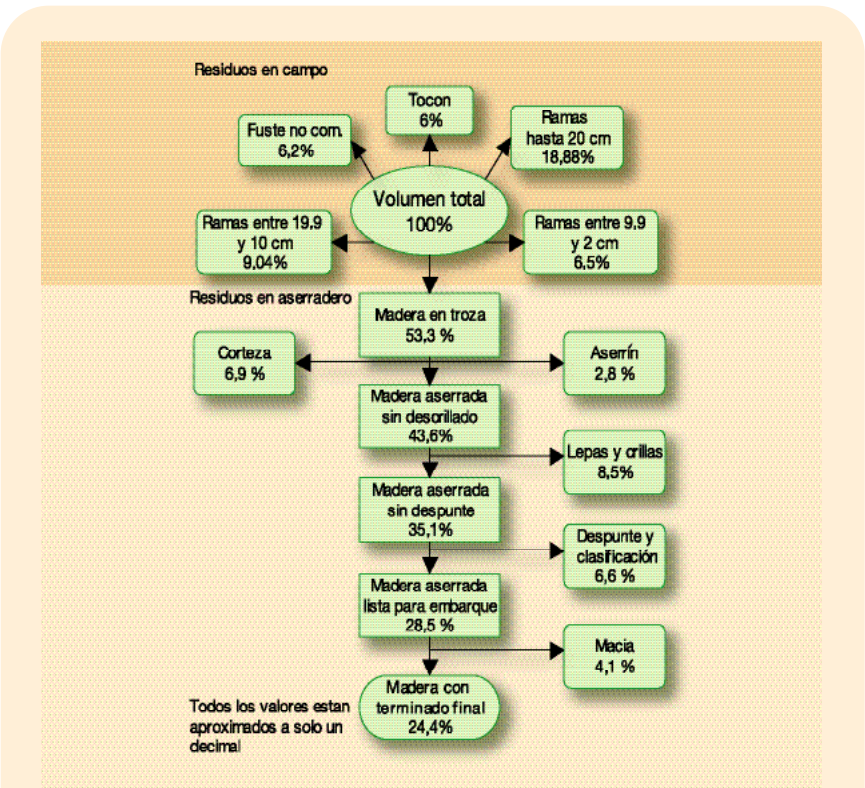 Residuos en campo
Tocon
6%
Fuste no com.
6,2%
Ramas
hasta 20 cm
18,88%
Volumen total
100%
Ramas entre 19,9
y 10 cm
9,04%
Ramas entre 9,9
y 2 cm
6,5%
Residuos en aserradero
Madera en troza
53,3 %
Corteza
6,9 %
Aserrín
2,8 %
Madera aserrada
sin desorillado
43,6%
Lepas y orillas
8,5%
Madera aserrada
sin despunte
35,1%
Despunte y
clasificación
6,6 %
Madera aserrada
lista para embarque
28,5 %
Macia
4,1 %
Madera con
terminado final
24,4%
Todos los valores estan
aproximados a solo un
decimal